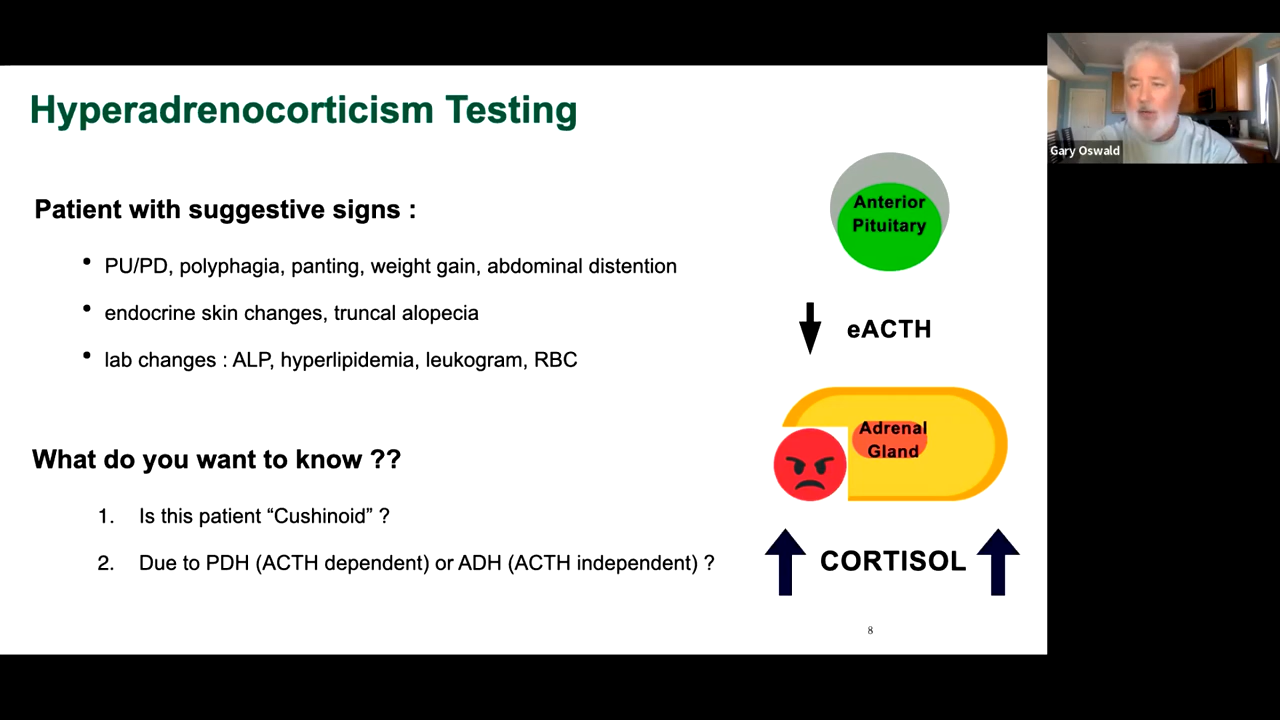 Hyperadrenocorticism Testing
Patient with suggestive signs :
• PU/PD, polyphagia, panting, weight gain, abdominal distention
• endocrine skin changes, truncal alopecia
• lab changes : ALP, hyperlipidemia, leukogram, RBC
What do you want to know ??
1. Is this patient “Cushinoid” ?
2. Due to PDH (ACTH dependent) or ADH (ACTH independent) ?
Anterior
Pituitary
eACTH
Adrenal
Gland
CORTISOL
8
Gary Oswald